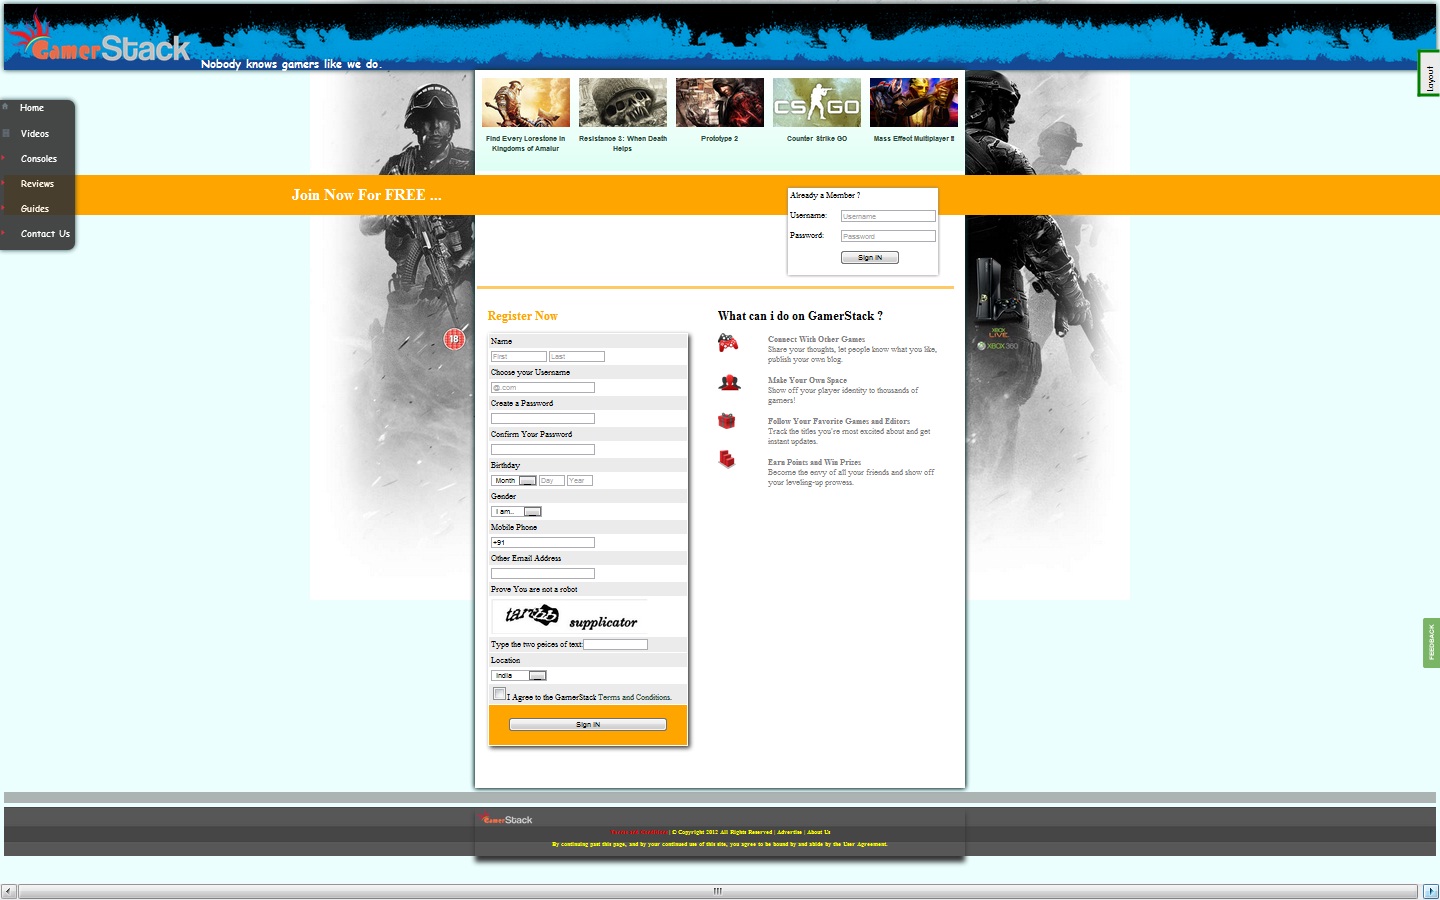 GamerStack
Nobody knows gamers like we do.
Layout
Home
Videos
Consoles
Reviews
Guides
Contact Us
CS GO
Find Every Lorestone in
Kingdoms of Amalur
Resistance 3: When Death
Helps
Prototype 2
Counter Strike GO
Mass Effect Multiplayer !!
Join Now For FREE ...
Already a Member ?
Username:
Username
Password:
Password
Sign IN
Register Now
Name
First
Last
Choose your Username
@.com
Create a Password
Confirm Your Password
Birthday
Month
Day
Year
Gender
I am..
Mobile Phone
+91
Other Email Address
Prove You are not a robot
supplicator
Type the two peices of text:
Location
India
I Agree to the GamerStack Terms and Conditions.
Sign IN
What can i do on GamerStack ?
Connect With Other Games
Share your thoughts, let people know what you like,
publish your own blog.
Make Your Own Space
Show off your player identity to thousands of
gamers!
Follow Your Favorite Games and Editors
Track the titles you're most excited about and get
instant updates.
Earn Points and Win Prizes
Become the envy of all your friends and show off
your leveling-up prowess.
18
XBOX
LIVE
XBOX360
FEEDBACK
GamerStack
| © Copyright 2012 All Rights Reserved | Advertise | About Us
By continuing past this page, and by your continued use of this site, you agree to be bound by and abide by the User Agreement.